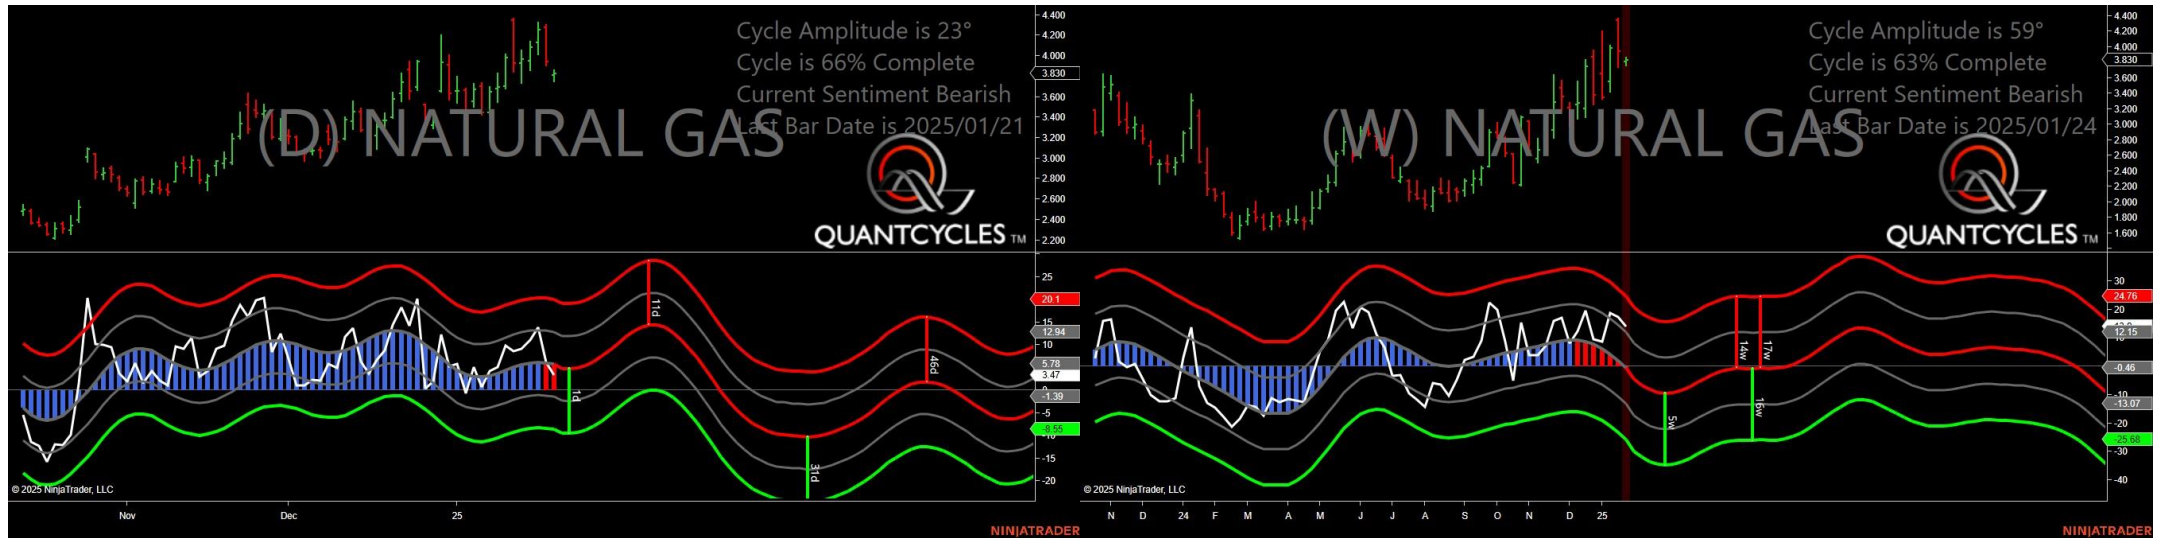 Cycle Amplitude is 23°
Cycle is 66% Complete
Current Sentiment Bearish
Last Bar Date is 2025/01/21
(D) NATURAL GAS
QUANTCYCLES TM
4.400
4.200
4.000
3.830
3.600
3.400
3.200
3.000
2.800
2.600
2.400
2.200
25
20.1
15
12.94
10
5.78
3.47
0
-1.39
-5
-8.55
-10
-15
-20
11d
1d
31d
46d
© 2025 NinjaTrader, LLC
Nov Dec 25
NINJATRADER
Cycle Amplitude is 59°
Cycle is 63% Complete
Current Sentiment Bearish
Last Bar Date is 2025/01/24
(W) NATURAL GAS
QUANTCYCLES TM
4.400
4.200
4.000
3.830
3.600
3.400
3.200
3.000
2.800
2.600
2.400
2.200
2.000
1.800
1.600
30
24.76
20
12.15
10
-0.46
-10
-13.07
-20
-25.68
-30
-40
14w
17w
5w
16w
© 2025 NinjaTrader, LLC
N D 24 F M A M J J A S O N D 25
NINJATRADER